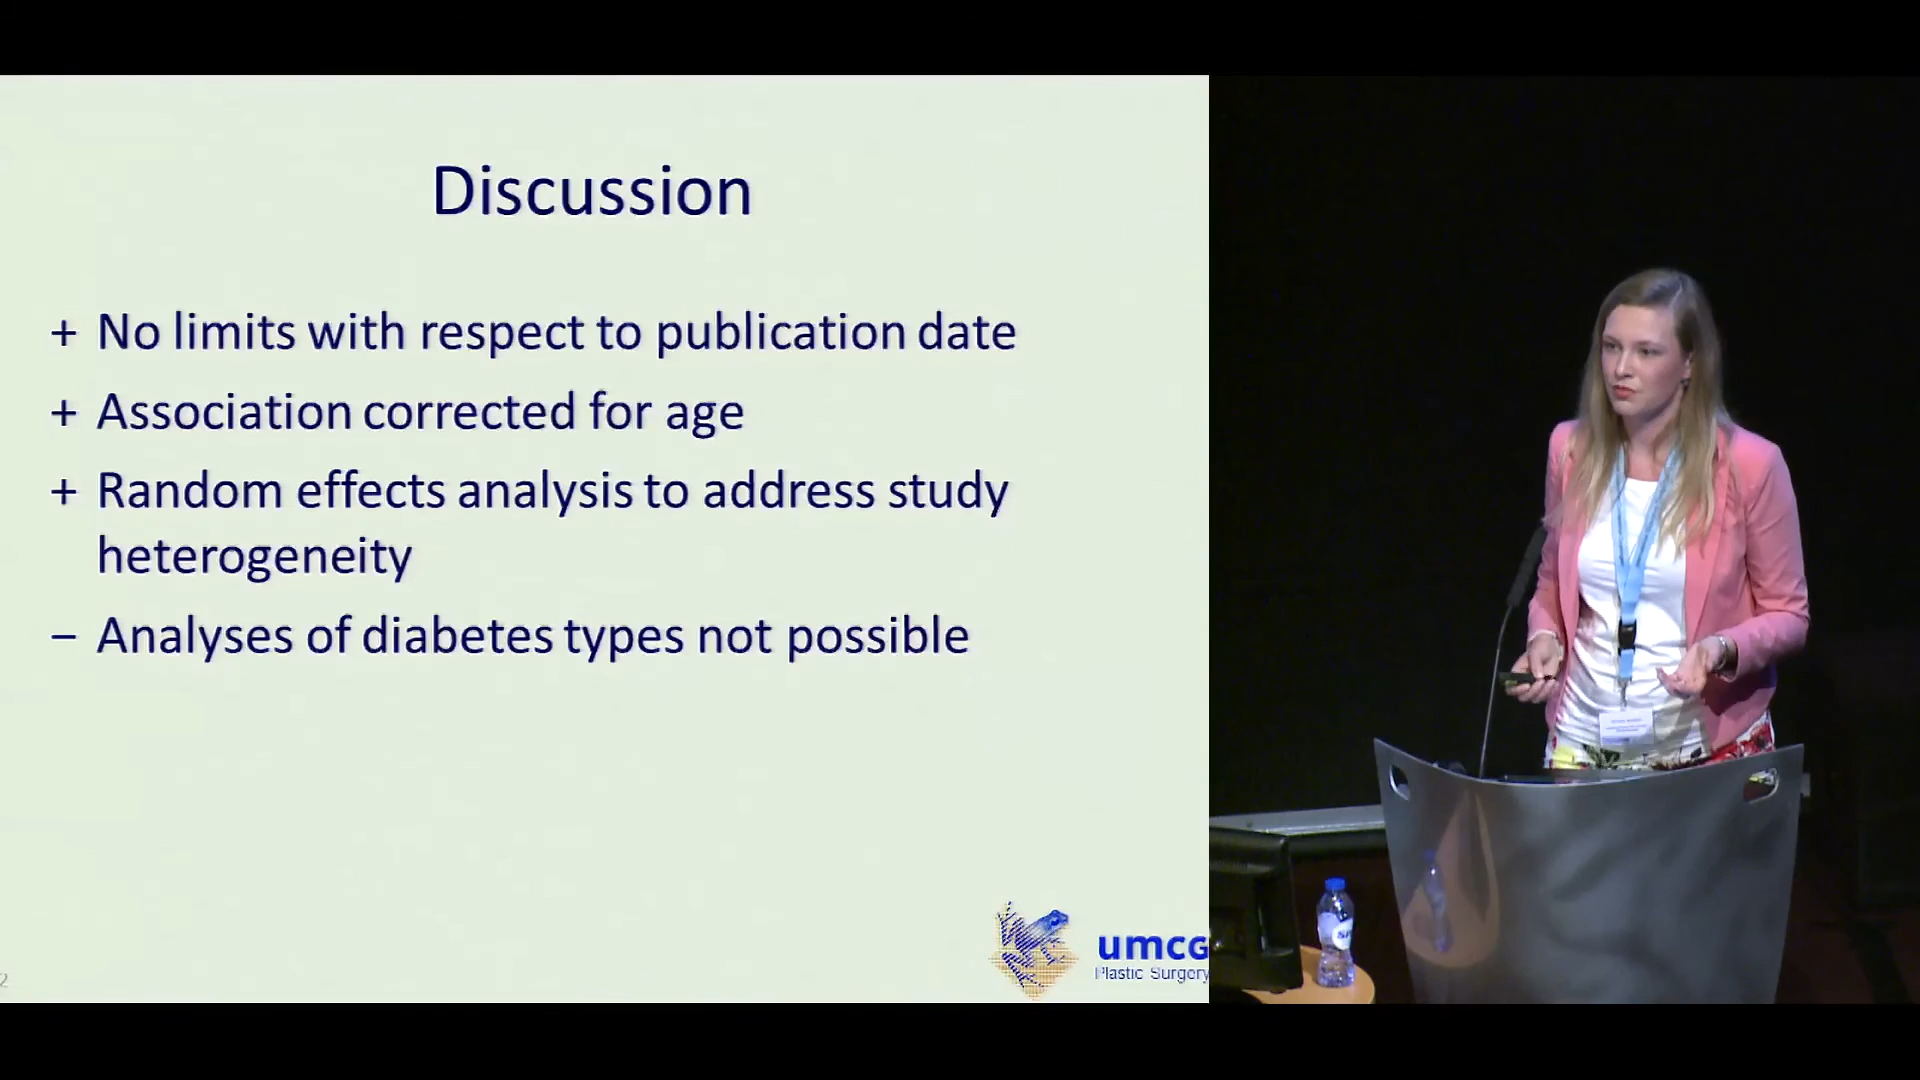 Discussion
+ No limits with respect to publication date
+ Association corrected for age
+ Random effects analysis to address study
heterogeneity
– Analyses of diabetes types not possible
umcg
Plastic Surgery
2